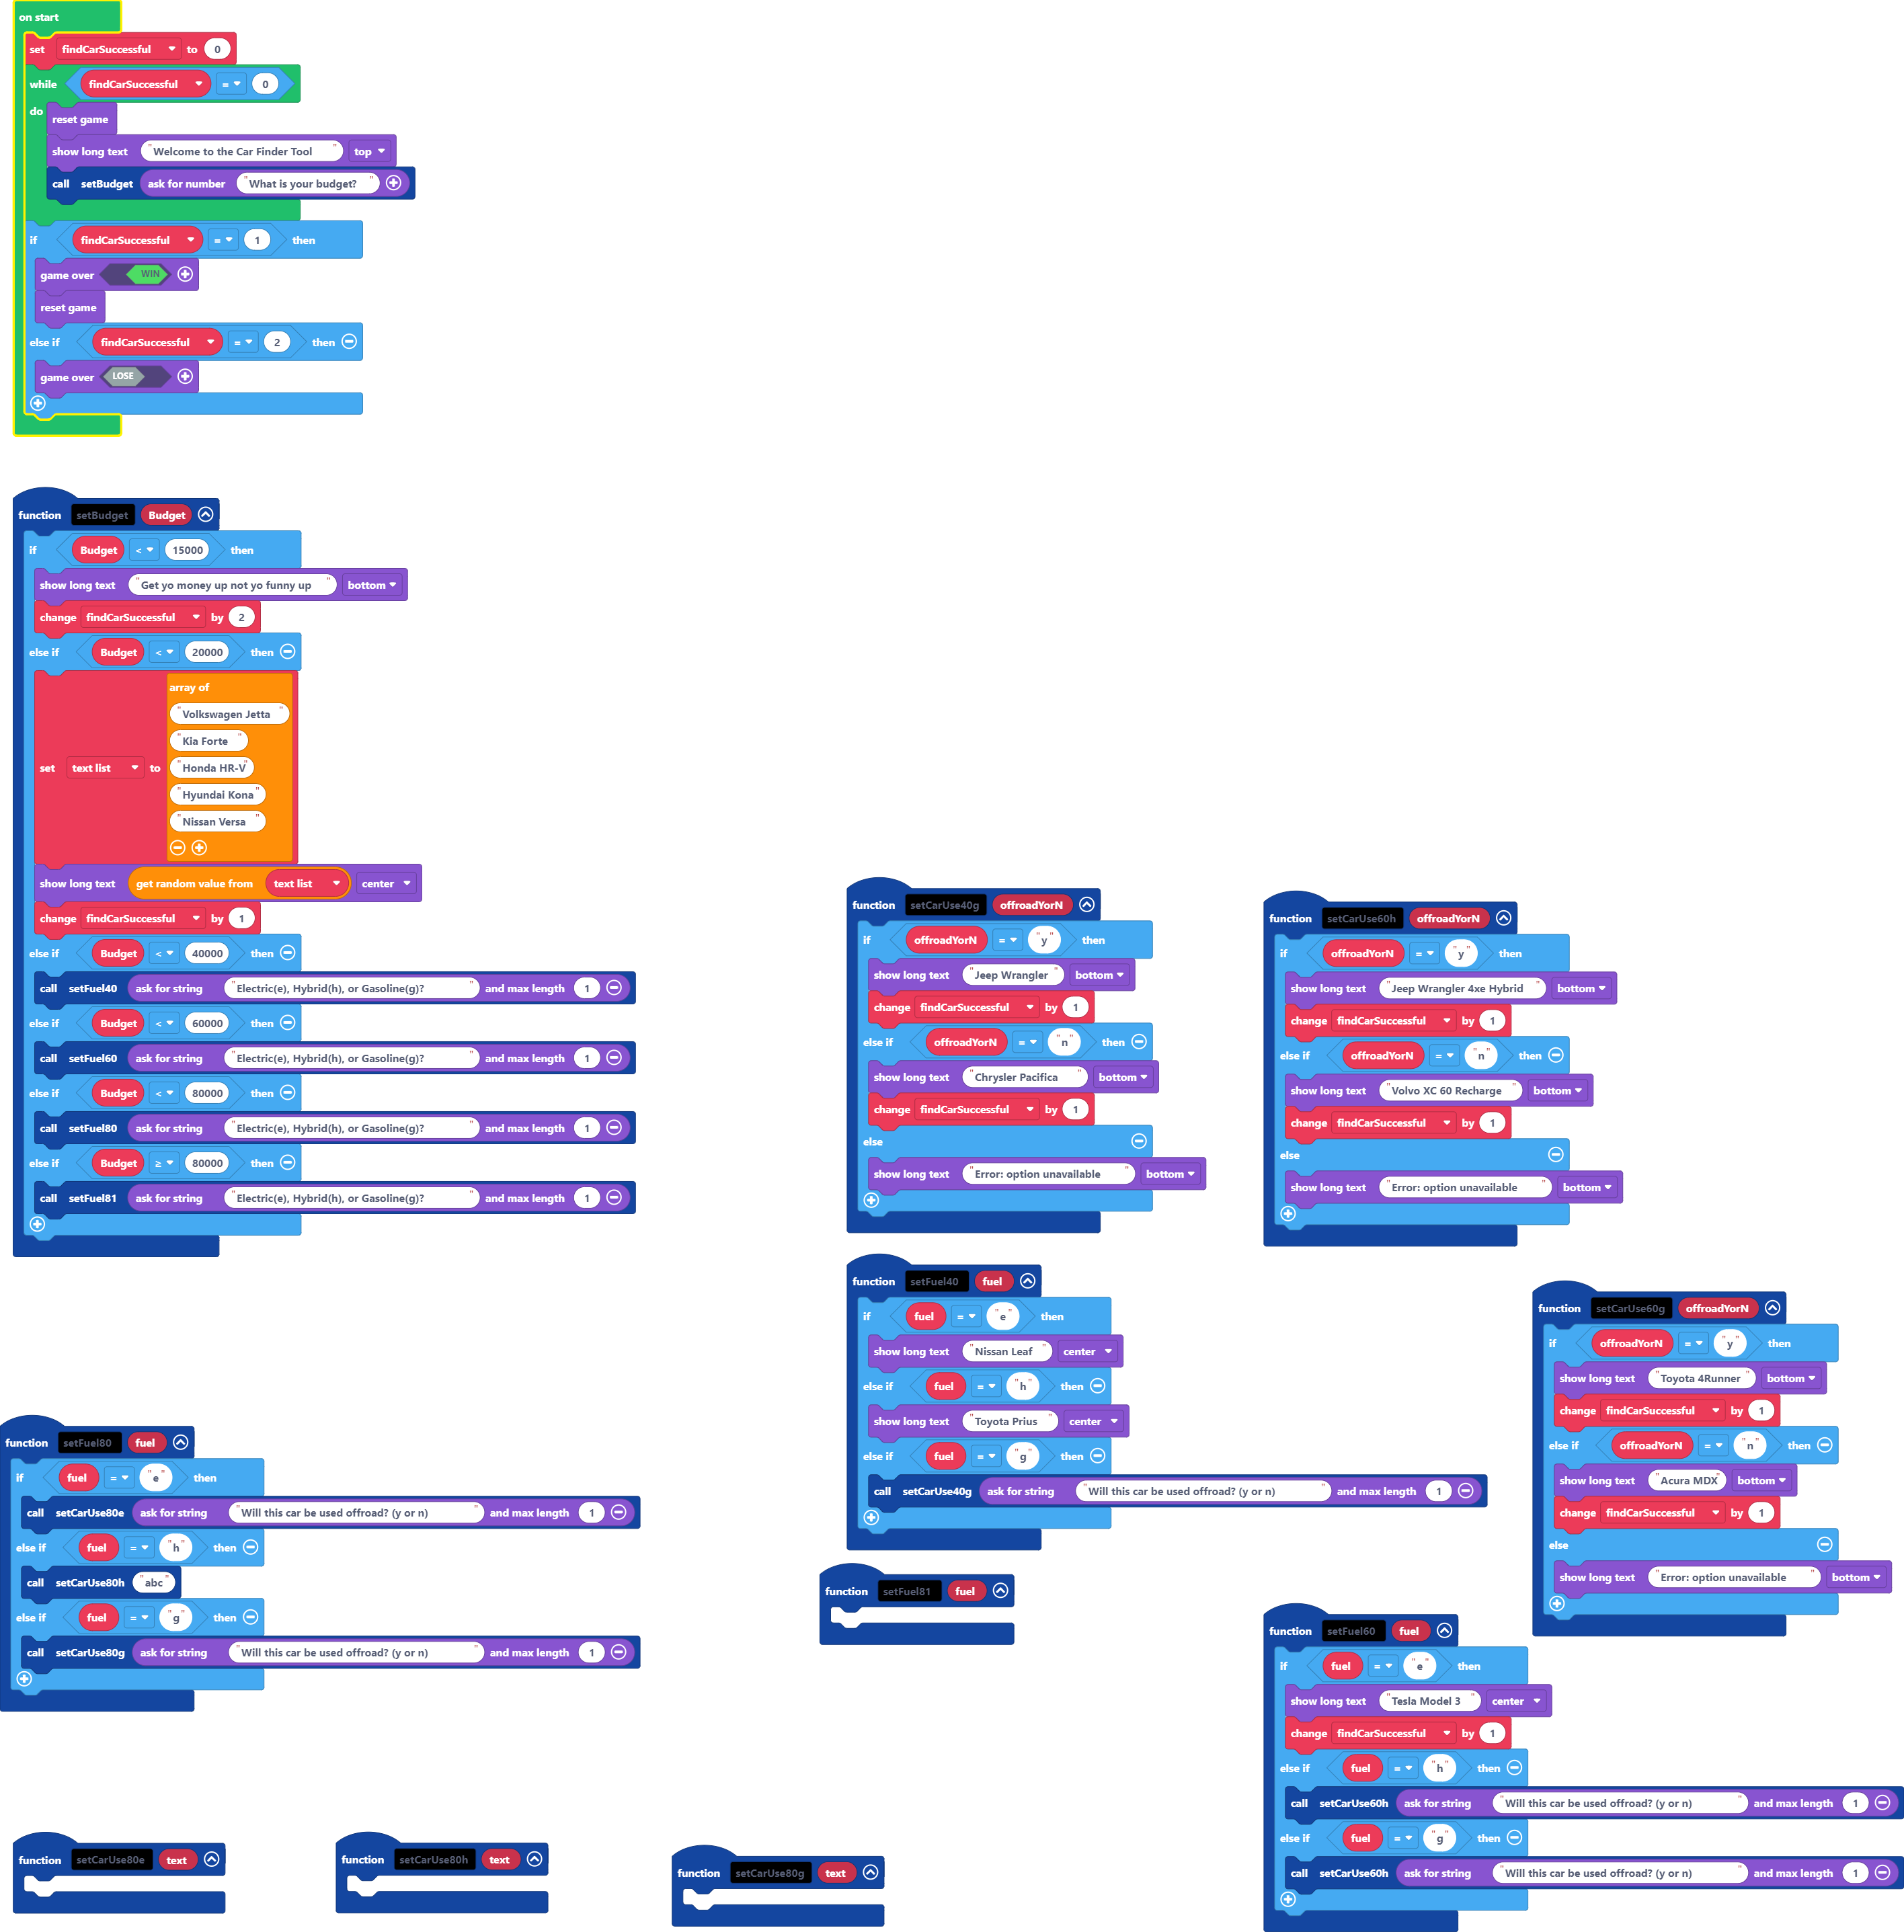 on start
set findCarSuccessful to 0
while findCarSuccessful = 0
do
reset game
show long text "Welcome to the Car Finder Tool" top
call setBudget ask for number "What is your budget?"
if findCarSuccessful = 1 then
game over WIN
reset game
else if findCarSuccessful = 2 then
game over LOSE
function setBudget Budget
if Budget < 15000 then
show long text "Get yo money up not yo funny up" bottom
change findCarSuccessful by 2
else if Budget < 20000 then
set text list to array of
"Volkswagen Jetta"
"Kia Forte"
"Honda HR-V"
"Hyundai Kona"
"Nissan Versa"
show long text get random value from text list center
change findCarSuccessful by 1
else if Budget < 40000 then
call setFuel40 ask for string "Electric(e), Hybrid(h), or Gasoline(g)?" and max length 1
else if Budget < 60000 then
call setFuel60 ask for string "Electric(e), Hybrid(h), or Gasoline(g)?" and max length 1
else if Budget < 80000 then
call setFuel80 ask for string "Electric(e), Hybrid(h), or Gasoline(g)?" and max length 1
else if Budget ≥ 80000 then
call setFuel81 ask for string "Electric(e), Hybrid(h), or Gasoline(g)?" and max length 1
function setCarUse40g offroadYorN
if offroadYorN = "y" then
show long text "Jeep Wrangler" bottom
change findCarSuccessful by 1
else if offroadYorN = "n" then
show long text "Chrysler Pacifica" bottom
change findCarSuccessful by 1
else
show long text "Error: option unavailable" bottom
function setCarUse60h offroadYorN
if offroadYorN = "y" then
show long text "Jeep Wrangler 4xe Hybrid" bottom
change findCarSuccessful by 1
else if offroadYorN = "n" then
show long text "Volvo XC 60 Recharge" bottom
change findCarSuccessful by 1
else
show long text "Error: option unavailable" bottom
function setFuel40 fuel
if fuel = "e" then
show long text "Nissan Leaf" center
else if fuel = "h" then
show long text "Toyota Prius" center
else if fuel = "g" then
call setCarUse40g ask for string "Will this car be used offroad? (y or n)" and max length 1
function setCarUse60g offroadYorN
if offroadYorN = "y" then
show long text "Toyota 4Runner" bottom
change findCarSuccessful by 1
else if offroadYorN = "n" then
show long text "Acura MDX" bottom
change findCarSuccessful by 1
else
show long text "Error: option unavailable" bottom
function setFuel80 fuel
if fuel = "e" then
call setCarUse80e ask for string "Will this car be used offroad? (y or n)" and max length 1
else if fuel = "h" then
call setCarUse80h "abc"
else if fuel = "g" then
call setCarUse80g ask for string "Will this car be used offroad? (y or n)" and max length 1
function setFuel81 fuel
function setFuel60 fuel
if fuel = "e" then
show long text "Tesla Model 3" center
change findCarSuccessful by 1
else if fuel = "h" then
call setCarUse60h ask for string "Will this car be used offroad? (y or n)" and max length 1
else if fuel = "g" then
call setCarUse60h ask for string "Will this car be used offroad? (y or n)" and max length 1
function setCarUse80e text
function setCarUse80h text
function setCarUse80g text